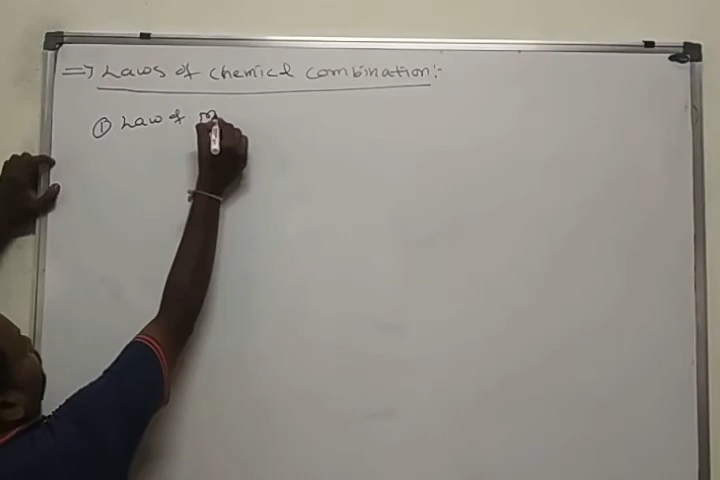 => Laws of chemical combination:-
① Law of m